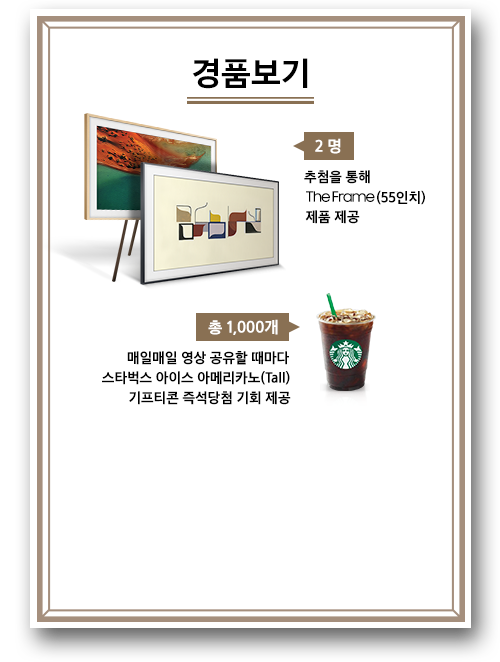 경품보기
2 명
추첨을 통해
The Frame (55인치)
제품 제공
총 1,000개
매일매일 영상 공유할 때마다
스타벅스 아이스 아메리카노(Tall)
기프티콘 즉석당첨 기회 제공